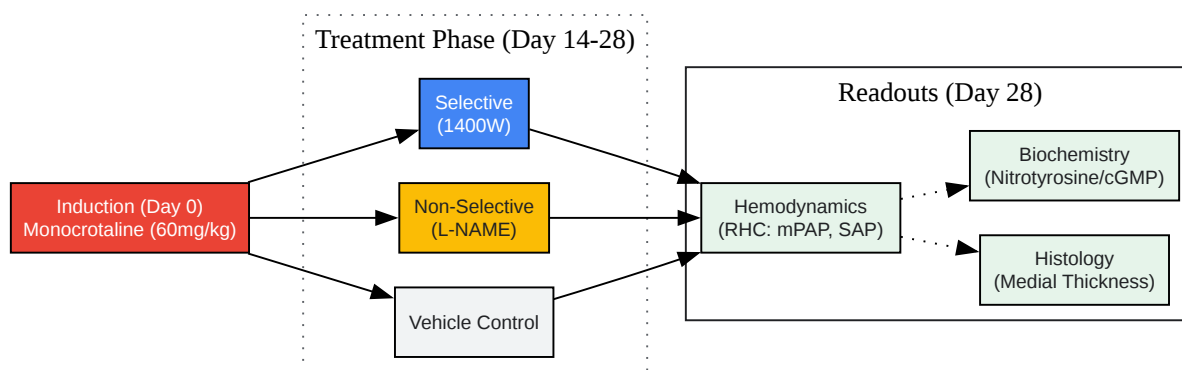 Treatment Phase (Day 14-28)
Selective
(1400W)
Readouts (Day 28)
Biochemistry
(Nitrotyrosine/cGMP)
Induction (Day 0)
Monocrotaline (60mg/kg)
Non-Selective
(L-NAME)
Hemodynamics
(RHC: mPAP, SAP)
Histology
(Medial Thickness)
Vehicle Control